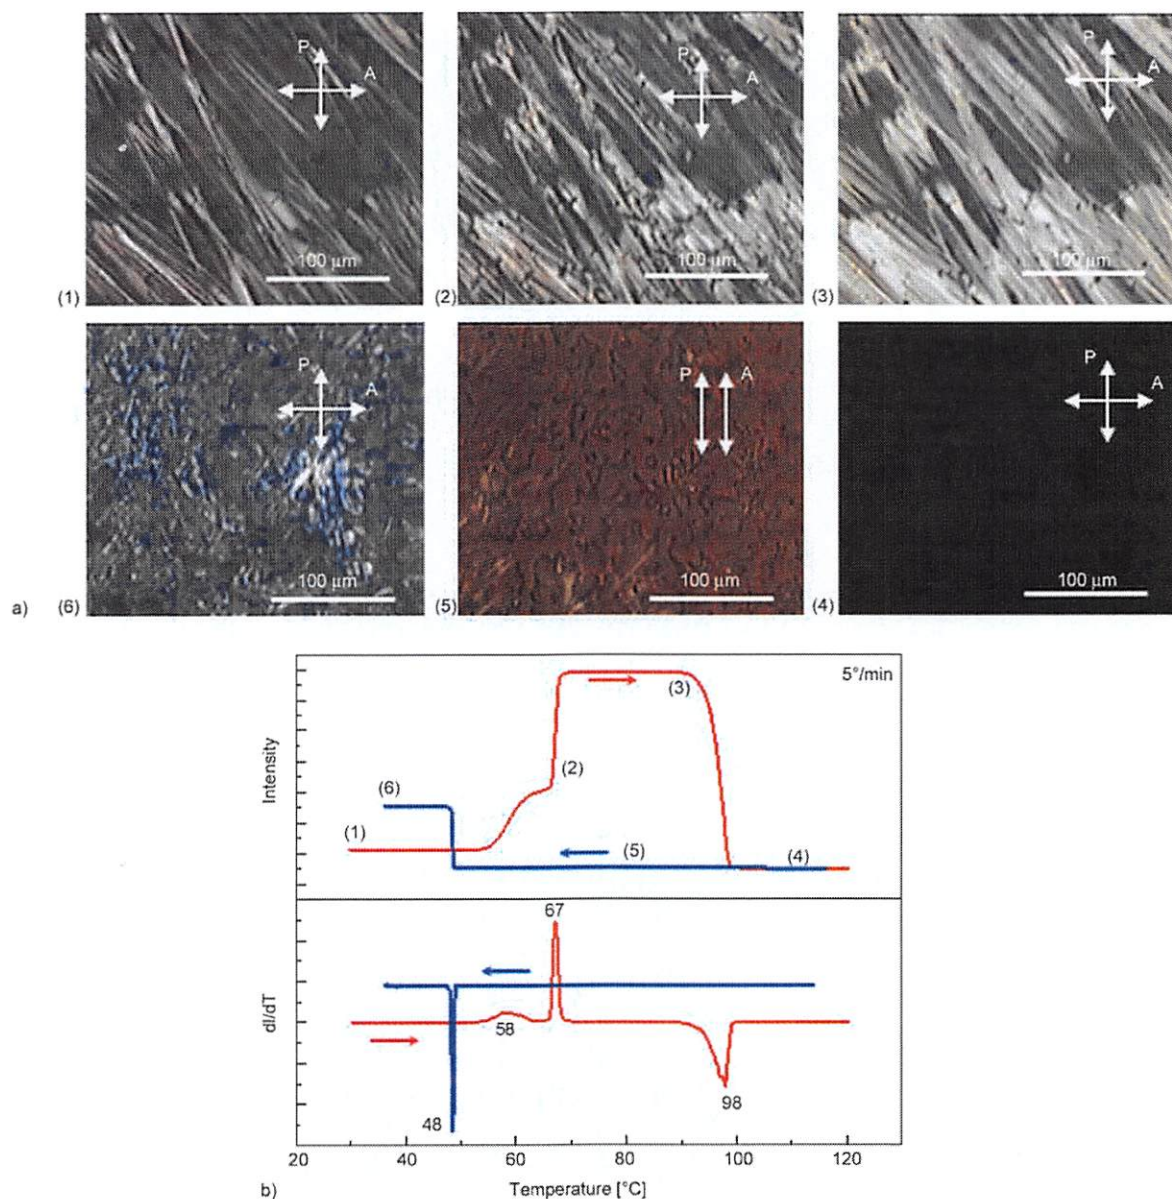 P
A
100 μm
(1)
P
A
100 μm
(2)
P
A
100 μm
(3)
P
A
100 μm
(6)
P A
100 μm
(5)
P
A
100 μm
(4)
a)
5°/min
(3)
(2)
(6)
(1)
(5)
(4)
Intensity
67
58
98
48
dI/dT
20 40 60 80 100 120
Temperature [°C]
b)